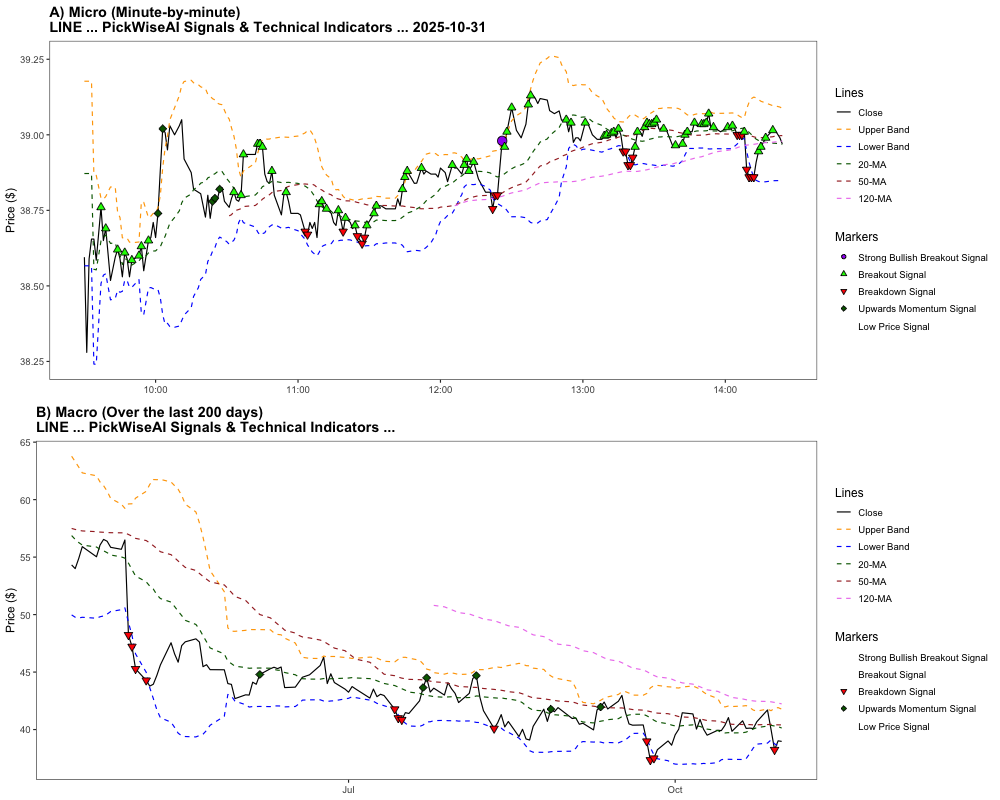 A) Micro (Minute-by-minute)
LINE ... PickWiseAI Signals & Technical Indicators ... 2025-10-31
Price ($)
39.25
39.00
38.75
38.50
38.25
10:00
11:00
12:00
13:00
14:00
Lines
Close
Upper Band
Lower Band
20-MA
50-MA
120-MA
Markers
Strong Bullish Breakout Signal
Breakout Signal
Breakdown Signal
Upwards Momentum Signal
Low Price Signal
B) Macro (Over the last 200 days)
LINE ... PickWiseAI Signals & Technical Indicators ...
Price ($)
65
60
55
50
45
40
Jul
Oct
Lines
Close
Upper Band
Lower Band
20-MA
50-MA
120-MA
Markers
Strong Bullish Breakout Signal
Breakout Signal
Breakdown Signal
Upwards Momentum Signal
Low Price Signal